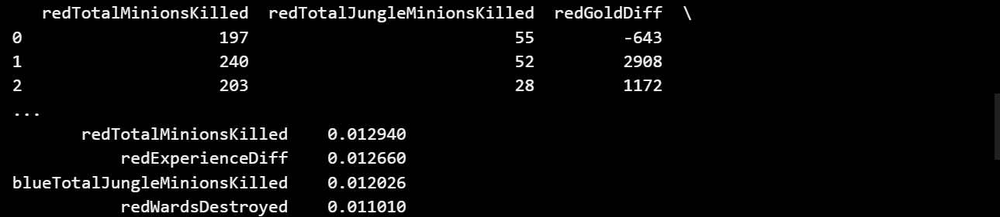 redTotalMinionsKilled redTotalJungleMinionsKilled redGoldDiff \
0 197 55 -643
1 240 52 2908
2 203 28 1172
...
redTotalMinionsKilled 0.012940
redExperienceDiff 0.012660
blueTotalJungleMinionsKilled 0.012026
redWardsDestroyed 0.011010